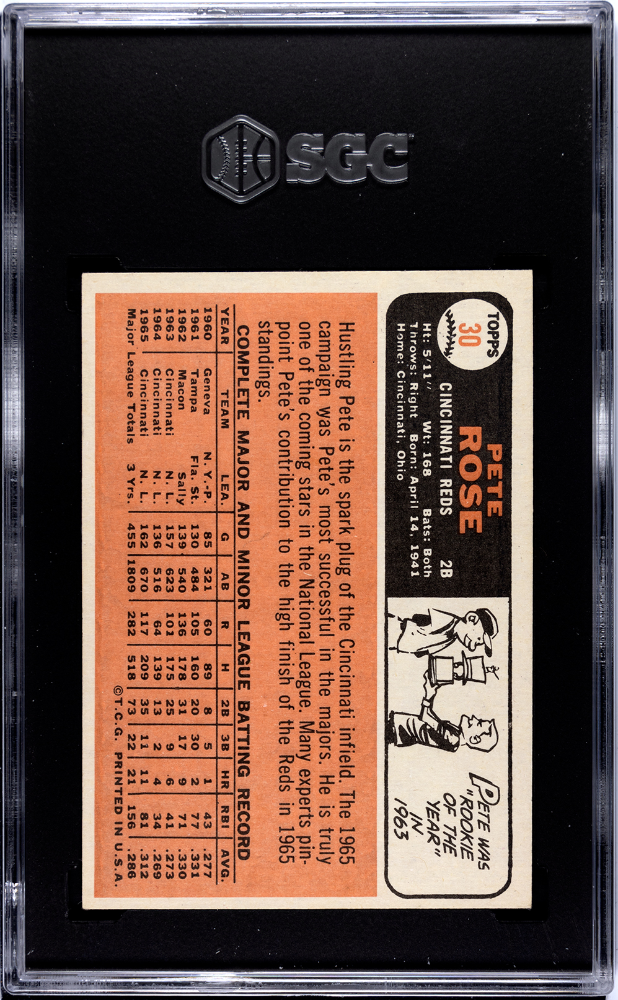 SGC
TOPPS
30
PETE
ROSE
CINCINNATI REDS 2B
Ht: 5'11" Wt: 168 Bats: Both
Throws: Right Born: April 14, 1941
Home: Cincinnati, Ohio
PETE WAS
"ROOKIE
OF THE
YEAR"
IN
1963
Hustling Pete is the spark plug of the Cincinnati infield. The 1965
campaign was Pete's most successful in the majors. He is truly
one of the coming stars in the National League. Many experts pin-
point Pete's contribution to the high finish of the Reds in 1965
standings.
COMPLETE MAJOR AND MINOR LEAGUE BATTING RECORD
YEAR TEAM LEA. G AB R H 2B 3B HR RBI AVG.
1960 Geneva N.Y.-P. 85 321 60 89 8 5 1 43 .277
1961 Tampa Fla. St. 130 484 105 160 20 30 2 77 .331
1962 Macon Sally 139 543 136 178 31 17 9 71 .330
1963 Cincinnati N. L. 157 623 101 175 25 9 6 41 .273
1964 Cincinnati N. L. 136 516 64 139 13 2 4 34 .269
1965 Cincinnati N. L. 162 670 117 209 35 11 11 81 .312
Major League Totals 3 Yrs. 455 1809 282 518 73 22 21 156 .286
©T.C.G. PRINTED IN U.S.A.